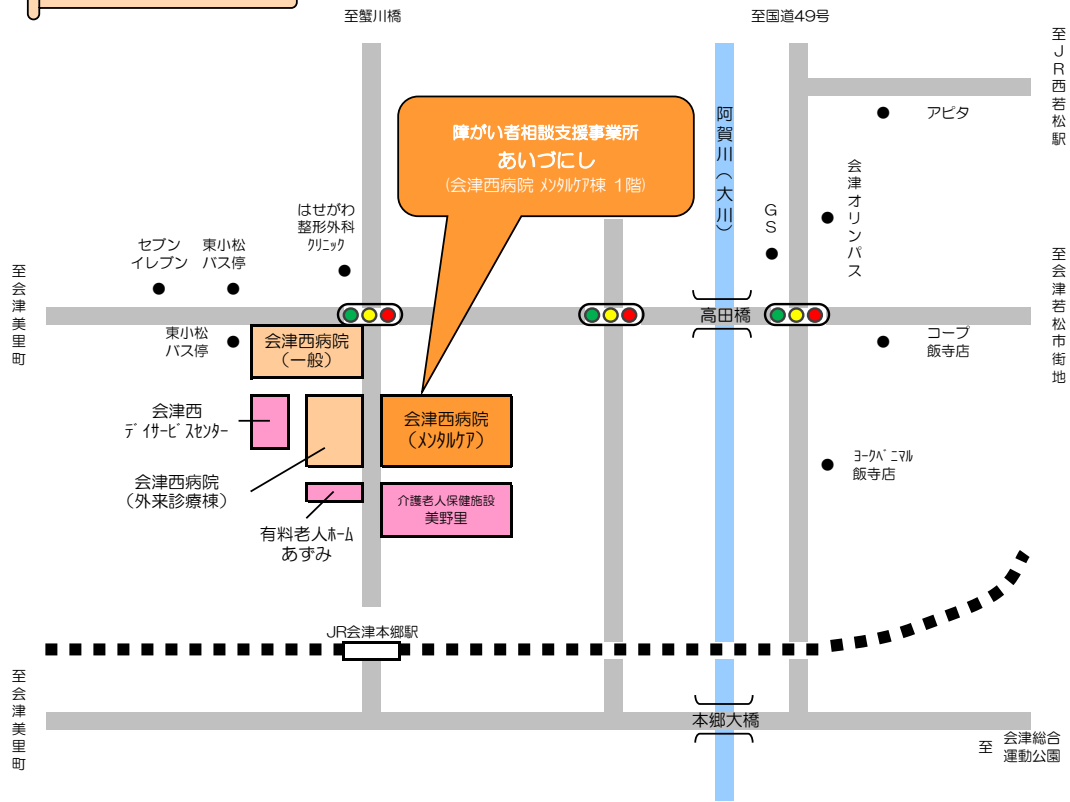 至蟹川橋
至国道49号
至JR西若松駅
アピタ
阿賀川(大川)
障がい者相談支援事業所
あいづにし
(会津西病院 ﾒﾝﾀﾙｹｱ棟 1階)
会津オリンパス
GS
はせがわ
整形外科
ｸﾘﾆｯｸ
セブン
イレブン
東小松
バス停
至会津美里町
至会津若松市街地
高田橋
東小松
バス停
会津西病院
(一般)
コープ
飯寺店
会津西
ﾃﾞｲｻｰﾋﾞｽｾﾝﾀｰ
会津西病院
(ﾒﾝﾀﾙｹｱ)
ﾖｰｸﾍﾞﾆﾏﾙ
飯寺店
会津西病院
(外来診療棟)
介護老人保健施設
美野里
有料老人ﾎｰﾑ
あずみ
JR会津本郷駅
至会津美里町
本郷大橋
至 会津総合
運動公園